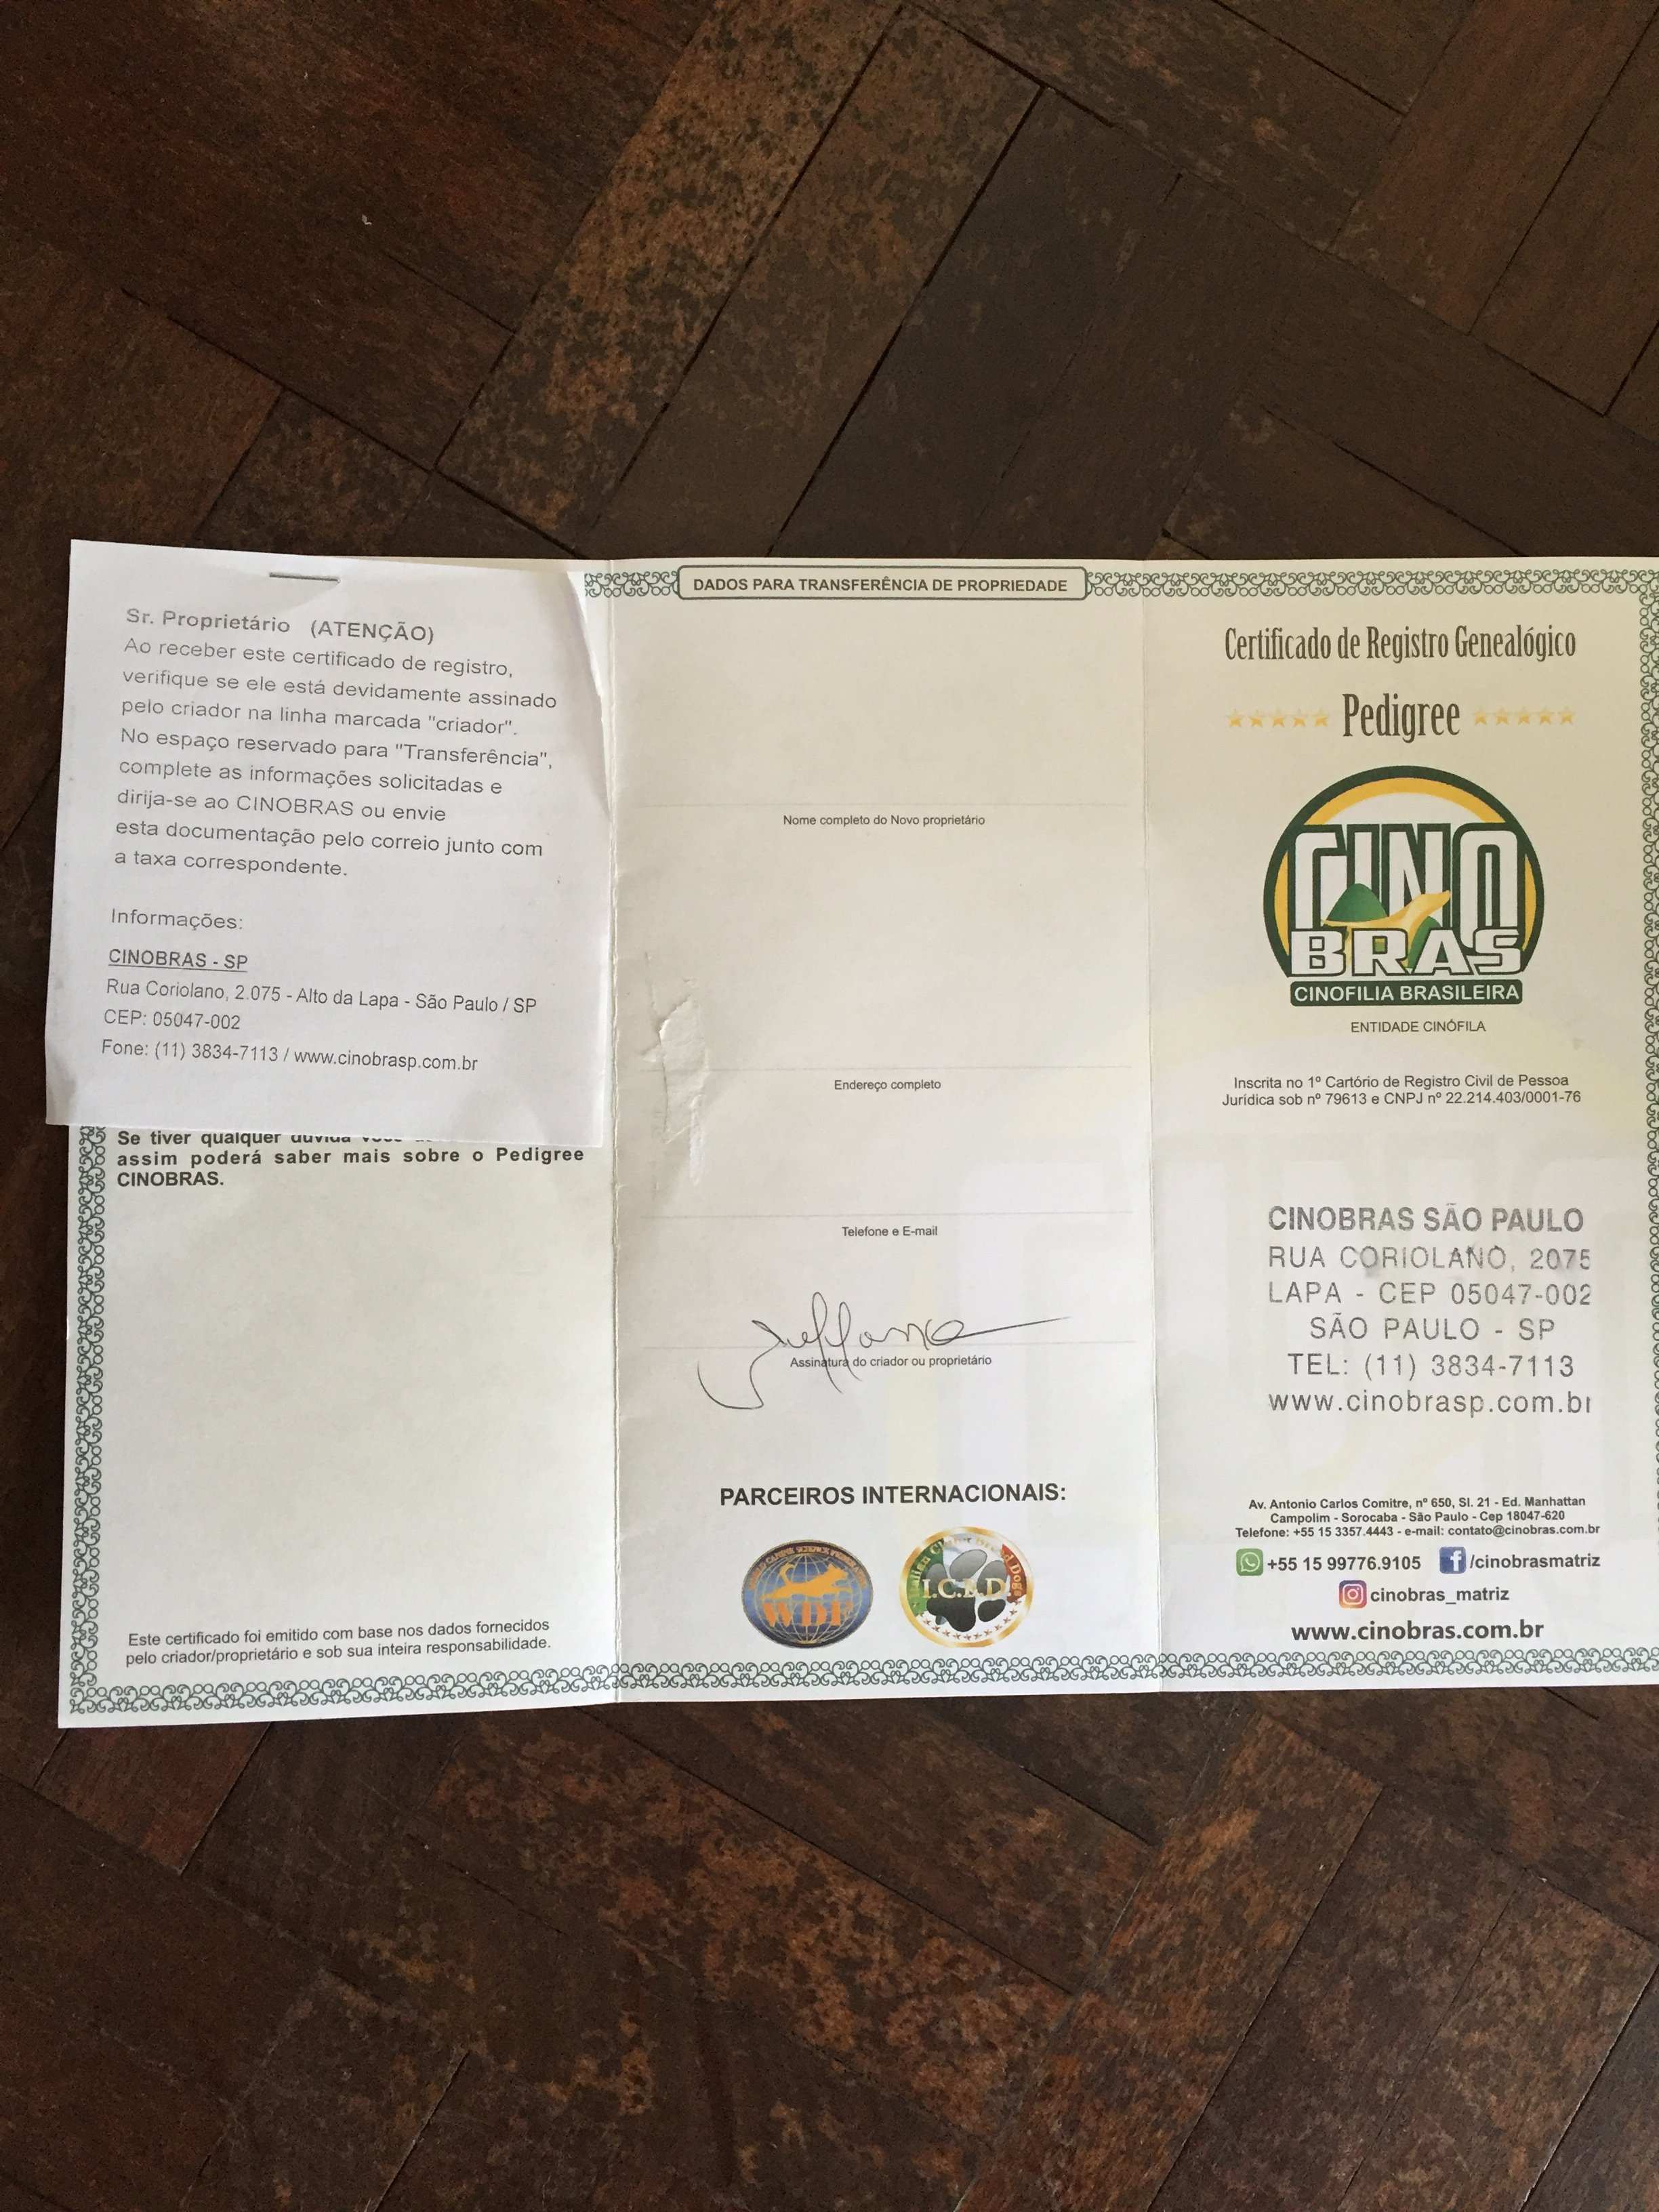 Sr. Proprietário (ATENÇÃO)
Ao receber este certificado de registro,
verifique se ele está devidamente assinado
pelo criador na linha marcada "criador".
No espaço reservado para "Transferência",
complete as informações solicitadas e
dirija-se ao CINOBRAS ou envie
esta documentação pelo correio junto com
a taxa correspondente.
Informações:
CINOBRAS - SP
Rua Coriolano, 2.075 - Alto da Lapa - São Paulo / SP
CEP: 05047-002
Fone: (11) 3834-7113 / www.cinobrasp.com.br
Se tiver qualquer dúvida
assim poderá saber mais sobre o Pedigree
CINOBRAS.
Este certificado foi emitido com base nos dados fornecidos
pelo criador/proprietário e sob sua inteira responsabilidade.
DADOS PARA TRANSFERÊNCIA DE PROPRIEDADE
Nome completo do Novo proprietário
Endereço completo
Telefone e E-mail
Assinatura do criador ou proprietário
PARCEIROS INTERNACIONAIS:
WDF
I.C.B.D.
Certificado de Registro Genealógico
Pedigree
CINO
BRAS
CINOFILIA BRASILEIRA
ENTIDADE CINÓFILA
Inscrita no 1º Cartório de Registro Civil de Pessoa
Jurídica sob nº 79613 e CNPJ nº 22.214.403/0001-76
CINOBRAS SÃO PAULO
RUA CORIOLANO, 2075
LAPA - CEP 05047-002
SÃO PAULO - SP
TEL: (11) 3834-7113
www.cinobrasp.com.br
Av. Antonio Carlos Comitre, nº 650, Sl. 21 - Ed. Manhattan
Campolim - Sorocaba - São Paulo - Cep 18047-620
Telefone: +55 15 3357.4443 - e-mail: contato@cinobras.com.br
+55 15 99776.9105 /cinobrasmatriz
cinobras_matriz
www.cinobras.com.br